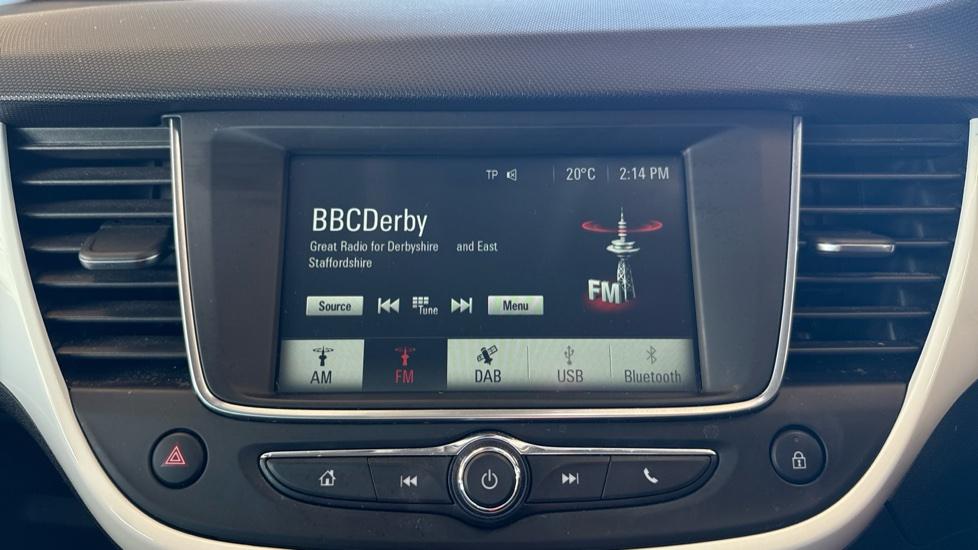 TP 20°C 2:14 PM
BBCDerby
Great Radio for Derbyshire and East
Staffordshire
FM
Source Tune Menu
AM FM DAB USB Bluetooth